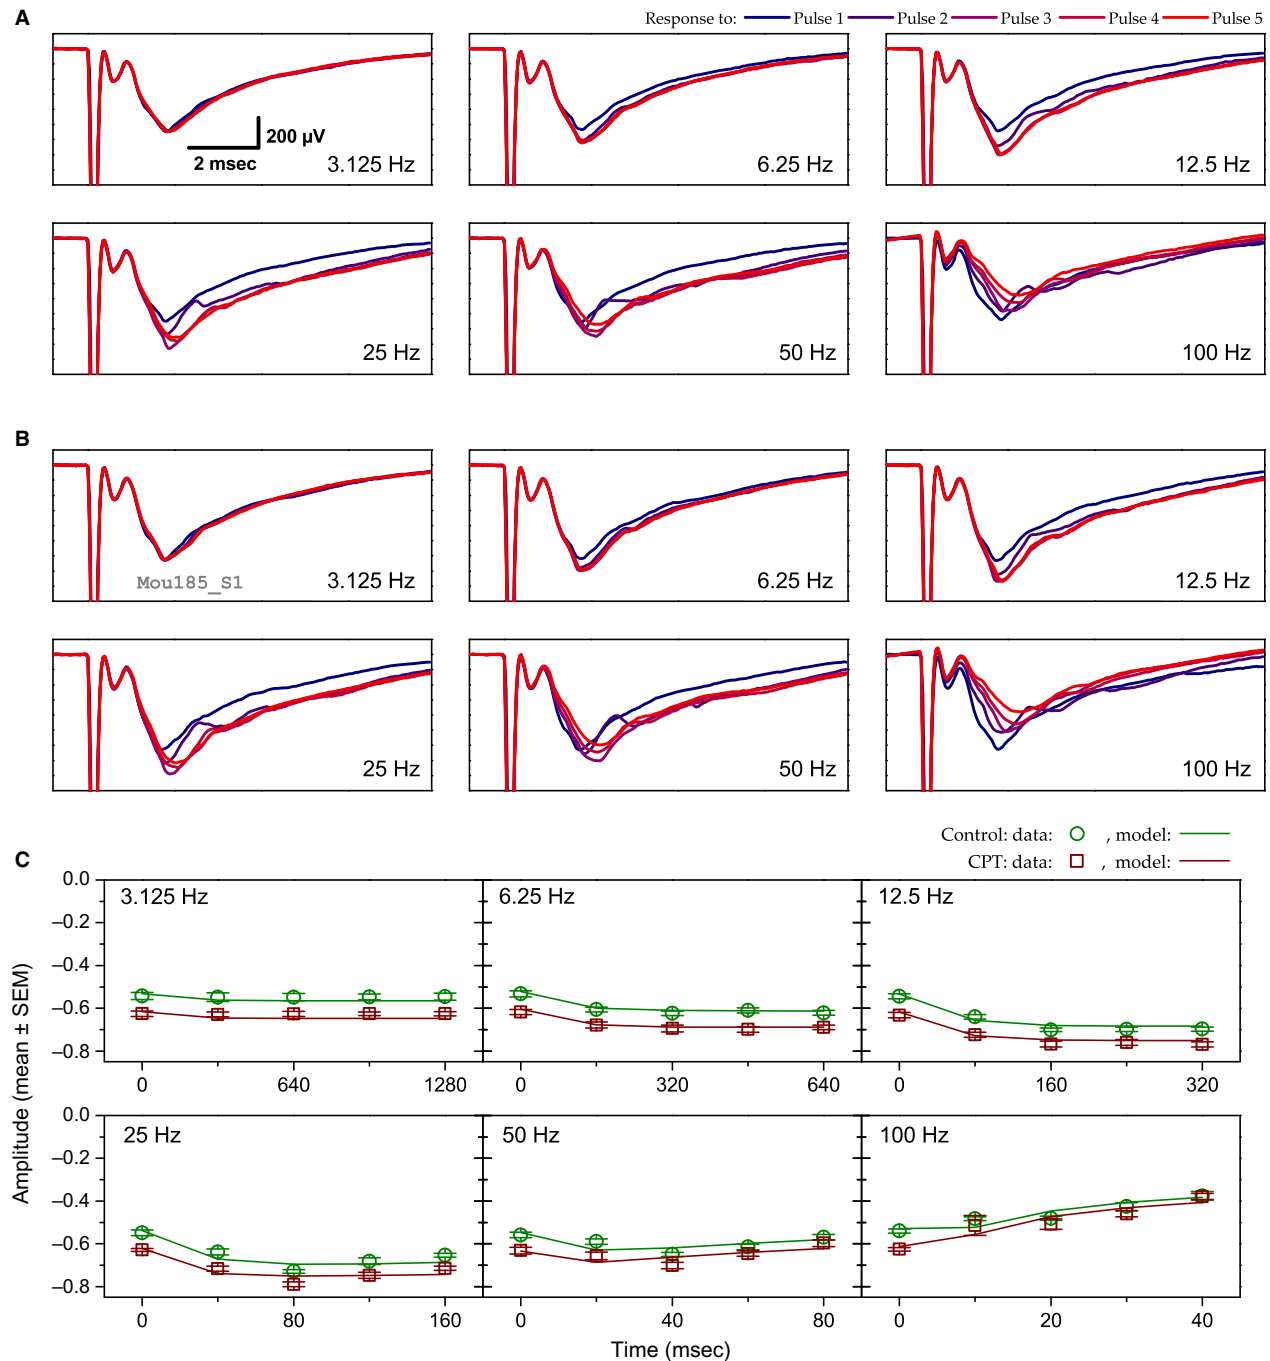 A
Response to: Pulse 1 Pulse 2 Pulse 3 Pulse 4 Pulse 5
200 µV
2 msec
3.125 Hz
6.25 Hz
12.5 Hz
25 Hz
50 Hz
100 Hz
B
Mou185_S1
3.125 Hz
6.25 Hz
12.5 Hz
25 Hz
50 Hz
100 Hz
Control: data: , model:
CPT: data: , model:
C
Amplitude (mean ± SEM)
0.0
–0.2
–0.4
–0.6
–0.8
3.125 Hz
6.25 Hz
12.5 Hz
0 640 1280
0 320 640
0 160 320
0.0
–0.2
–0.4
–0.6
–0.8
25 Hz
50 Hz
100 Hz
0 80 160
0 40 80
0 20 40
Time (msec)